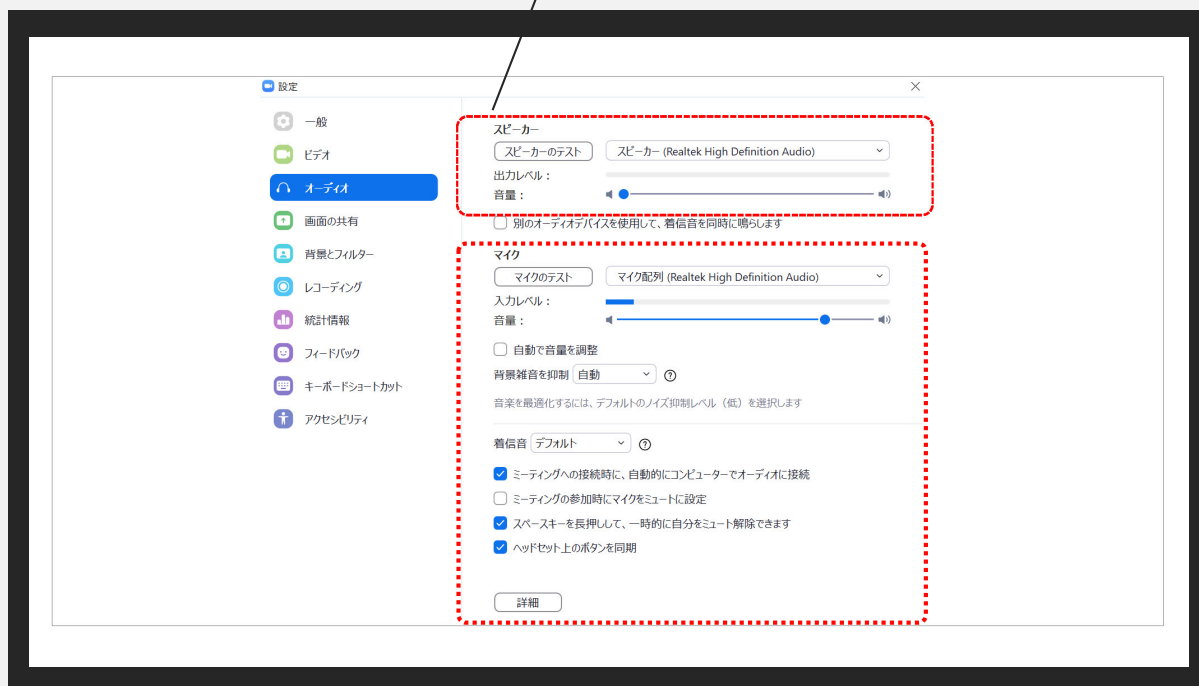 設定
一般
ビデオ
オーディオ
画面の共有
背景とフィルター
レコーディング
統計情報
フィードバック
キーボードショートカット
アクセシビリティ
スピーカー
スピーカーのテスト スピーカー (Realtek High Definition Audio)
出力レベル：
音量：
別のオーディオデバイスを使用して、着信音を同時に鳴らします
マイク
マイクのテスト マイク配列 (Realtek High Definition Audio)
入力レベル：
音量：
自動で音量を調整
背景雑音を抑制 自動
音楽を最適化するには、デフォルトのノイズ抑制レベル（低）を選択します
着信音 デフォルト
ミーティングへの接続時に、自動的にコンピューターでオーディオに接続
ミーティングの参加時にマイクをミュートに設定
スペースキーを長押しして、一時的に自分をミュート解除できます
ヘッドセット上のボタンを同期
詳細